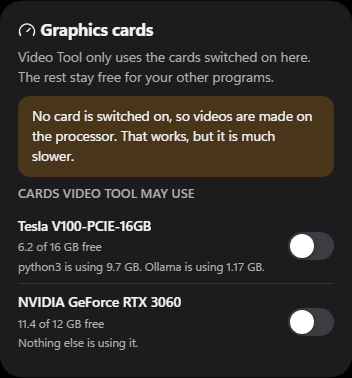 Graphics cards
Video Tool only uses the cards switched on here.
The rest stay free for your other programs.
No card is switched on, so videos are made on
the processor. That works, but it is much
slower.
CARDS VIDEO TOOL MAY USE
Tesla V100-PCIE-16GB
6.2 of 16 GB free
python3 is using 9.7 GB. Ollama is using 1.17 GB.
NVIDIA GeForce RTX 3060
11.4 of 12 GB free
Nothing else is using it.